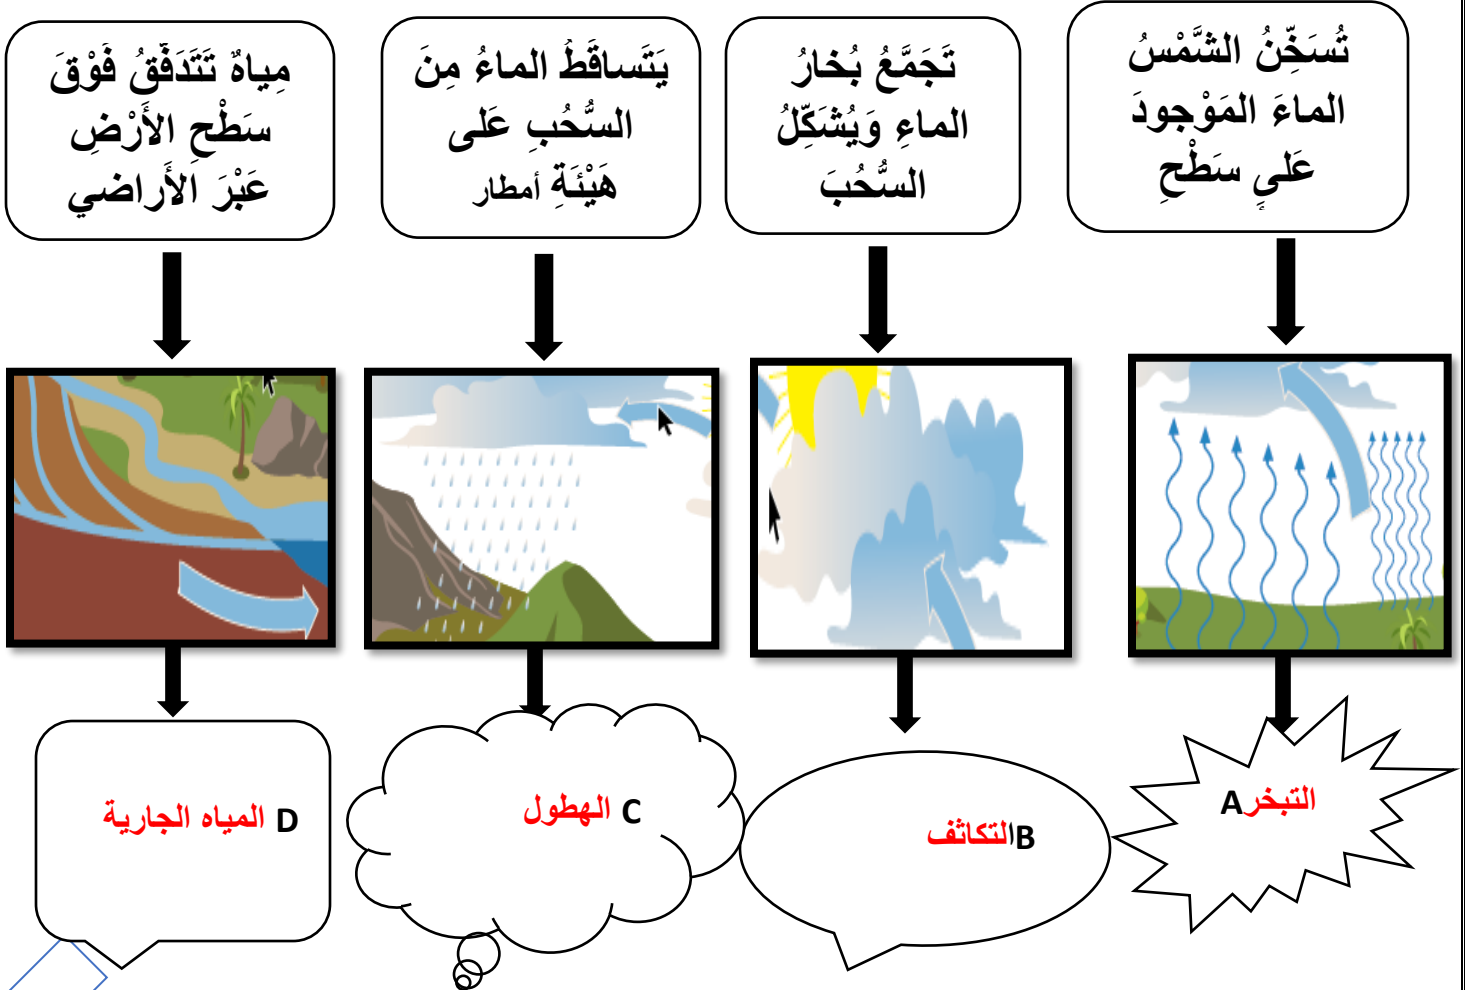 تُسَخِّنُ الشَّمْسُ
الماءَ المَوْجودَ
عَلى سَطْحِ
تَجَمَّعُ بُخارُ
الماءِ وَيُشَكِّلُ
السُّحُبَ
يَتَساقَطُ الماءُ مِنَ
السُّحُبِ عَلى
هَيْئَةِ أمطار
مِياهٌ تَتَدَفَّقُ فَوْقَ
سَطْحِ الأَرْضِ
عَبْرَ الأَراضي
التبخرA
Bالتكاثف
C الهطول
D المياه الجارية